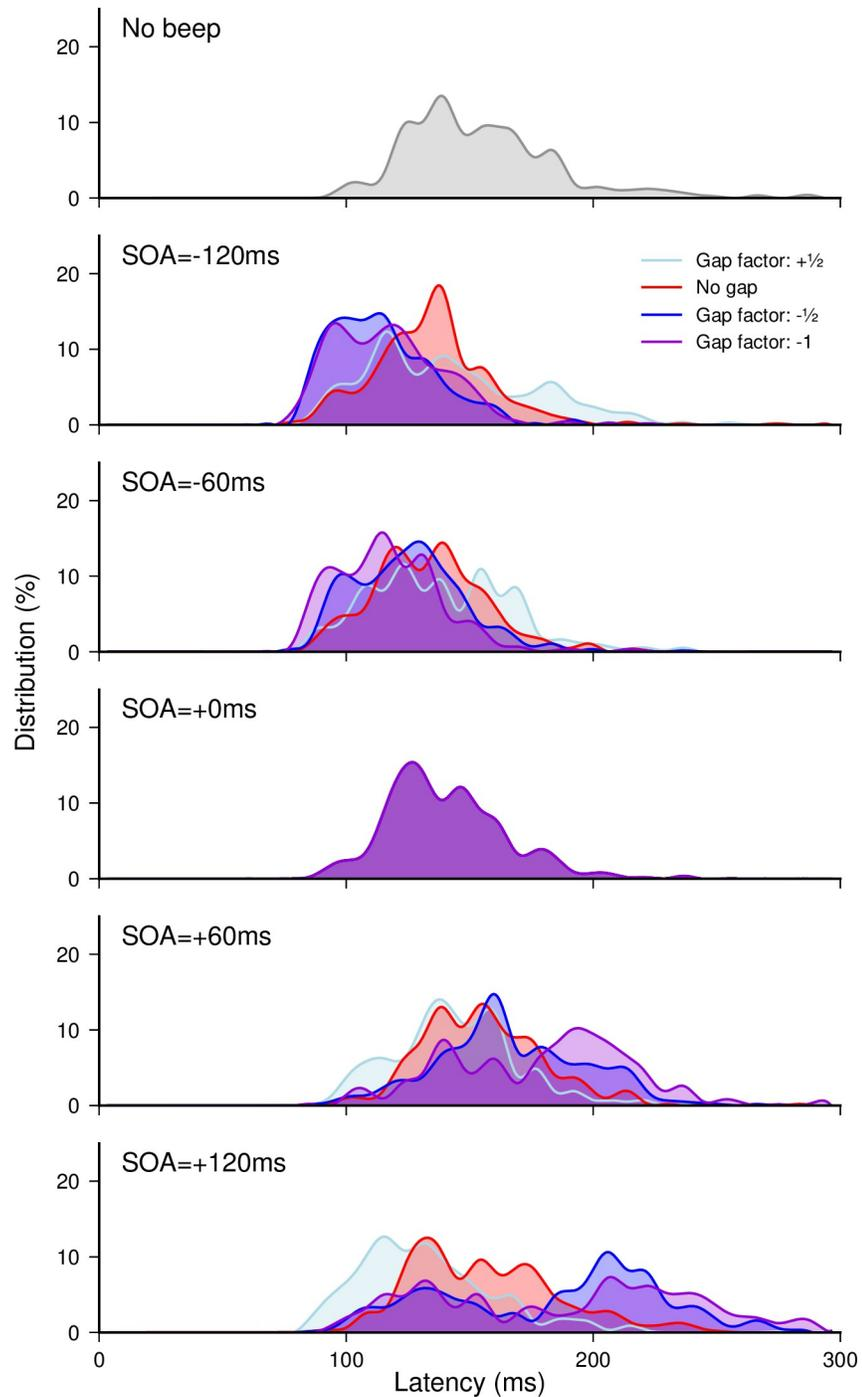 No beep
20
10
0
SOA=-120ms
20
10
0
Gap factor: +½
No gap
Gap factor: -½
Gap factor: -1
SOA=-60ms
20
10
0
Distribution (%)
SOA=+0ms
20
10
0
SOA=+60ms
20
10
0
SOA=+120ms
20
10
0
0 100 200 300
Latency (ms)